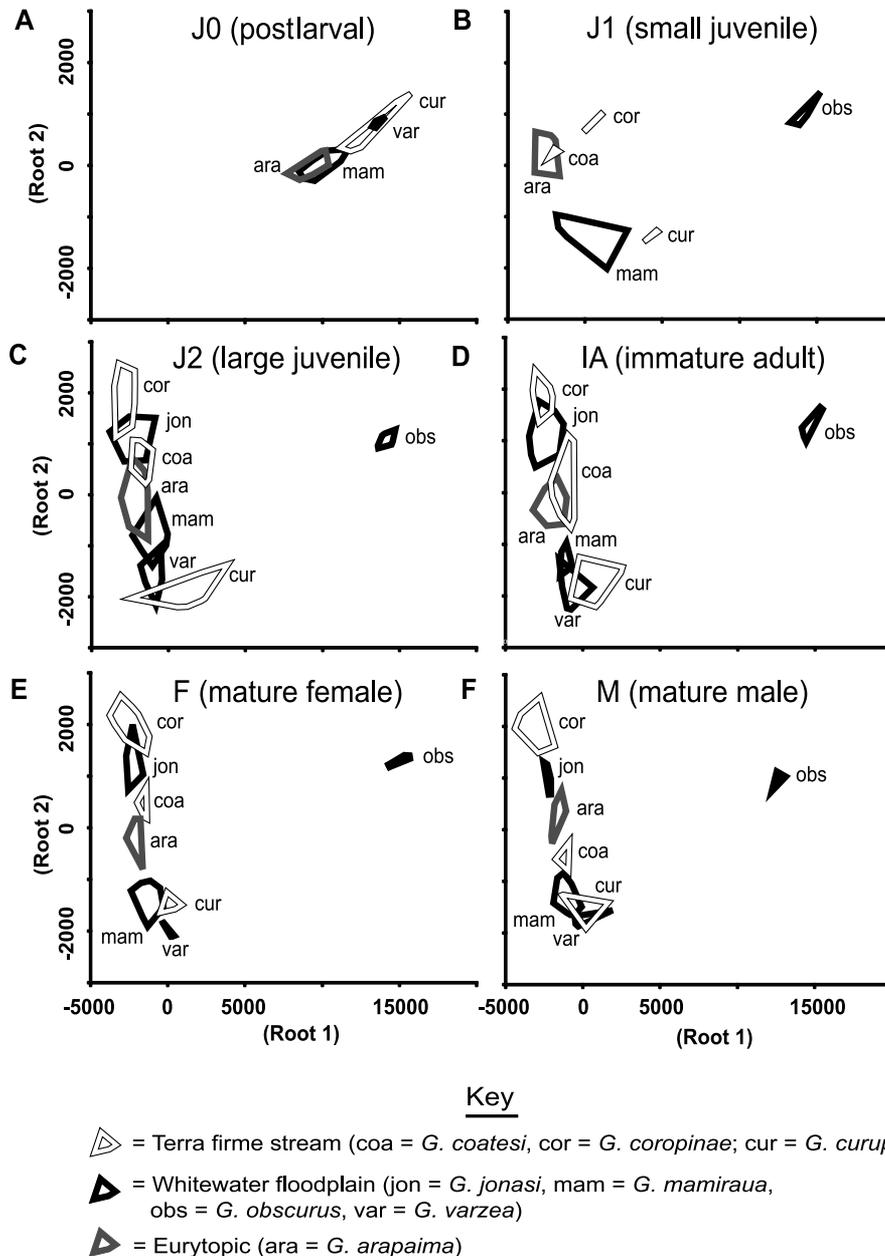 A
J0 (postlarval)
cur
var
ara
mam
(Root 2)
2000
0
-2000
B
J1 (small juvenile)
cor
obs
coa
ara
cur
mam
C
J2 (large juvenile)
cor
jon
coa
ara
mam
var
cur
obs
(Root 2)
2000
0
-2000
D
IA (immature adult)
cor
jon
coa
ara
mam
cur
var
obs
E
F (mature female)
cor
jon
coa
ara
cur
mam
var
obs
(Root 2)
2000
0
-2000
-5000 0 5000 15000
(Root 1)
F
M (mature male)
cor
jon
ara
coa
cur
mam
var
obs
-5000 0 5000 15000
(Root 1)
Key
= Terra firme stream (coa = G. coatesi, cor = G. coropinae; cur = G. curup
= Whitewater floodplain (jon = G. jonasi, mam = G. mamiraua,
obs = G. obscurus, var = G. varzea)
= Eurytopic (ara = G. arapaima)